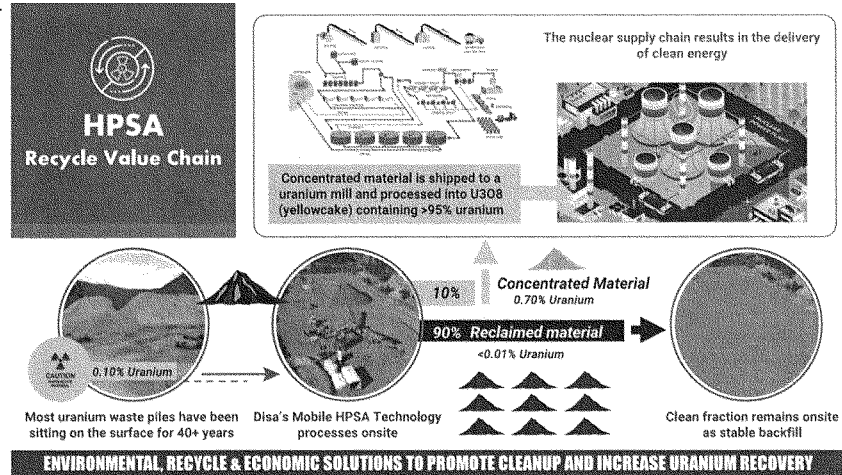 HPSA
Recycle Value Chain
The nuclear supply chain results in the delivery
of clean energy
Concentrated material is shipped to a
uranium mill and processed into U3O8
(yellowcake) containing >95% uranium
10%
Concentrated Material
0.70% Uranium
90% Reclaimed material
<0.01% Uranium
CAUTION
0.10% Uranium
Most uranium waste piles have been
sitting on the surface for 40+ years
Disa's Mobile HPSA Technology
processes onsite
Clean fraction remains onsite
as stable backfill
ENVIRONMENTAL, RECYCLE & ECONOMIC SOLUTIONS TO PROMOTE CLEANUP AND INCREASE URANIUM RECOVERY